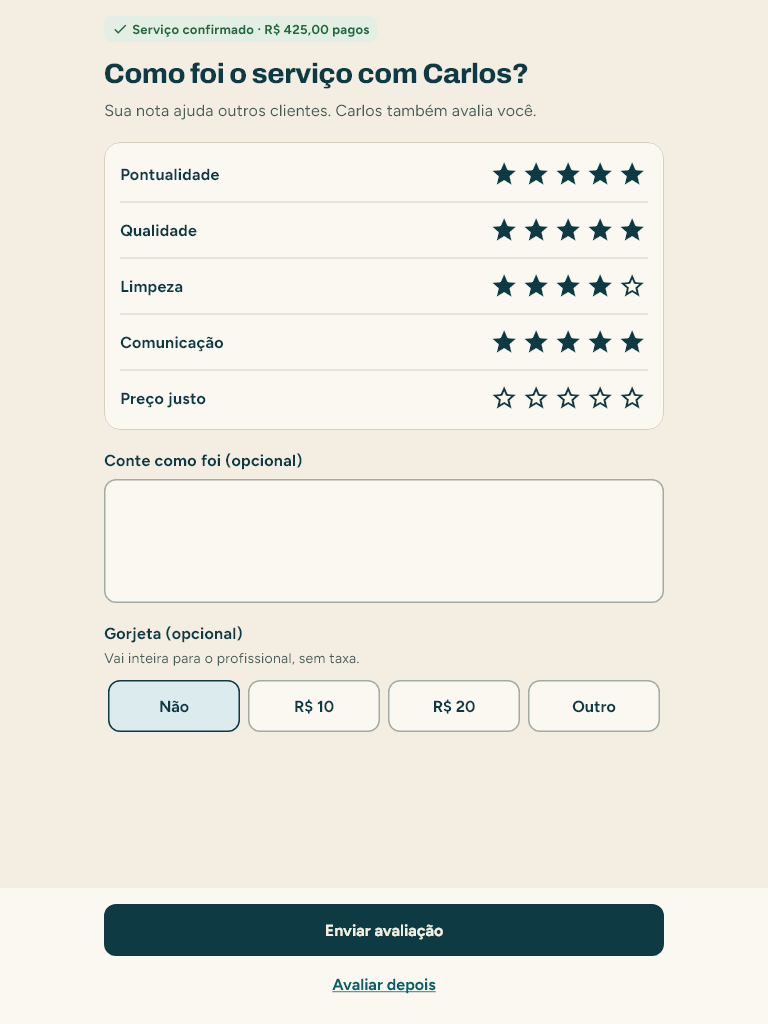 Serviço confirmado · R$ 425,00 pagos
Como foi o serviço com Carlos?
Sua nota ajuda outros clientes. Carlos também avalia você.
Pontualidade
Qualidade
Limpeza
Comunicação
Preço justo
Conte como foi (opcional)
Gorjeta (opcional)
Vai inteira para o profissional, sem taxa.
Não
R$ 10
R$ 20
Outro
Enviar avaliação
Avaliar depois